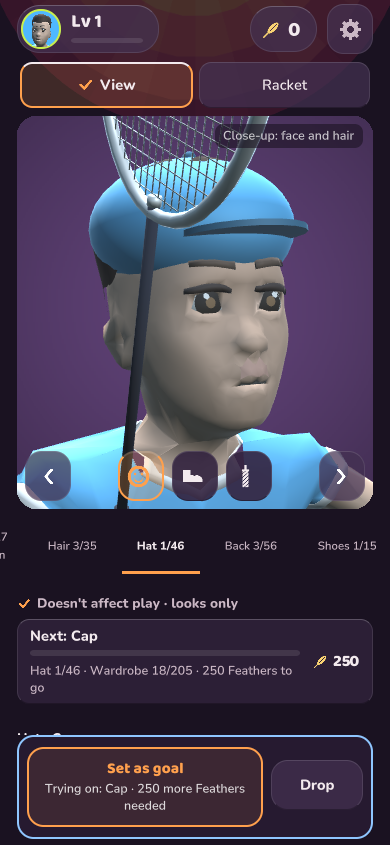 Lv 1
0
View
Racket
Close-up: face and hair
7
n
Hair 3/35
Hat 1/46
Back 3/56
Shoes 1/15
Doesn't affect play · looks only
Next: Cap
250
Hat 1/46 · Wardrobe 18/205 · 250 Feathers to
go
Set as goal
Trying on: Cap · 250 more Feathers
needed
Drop